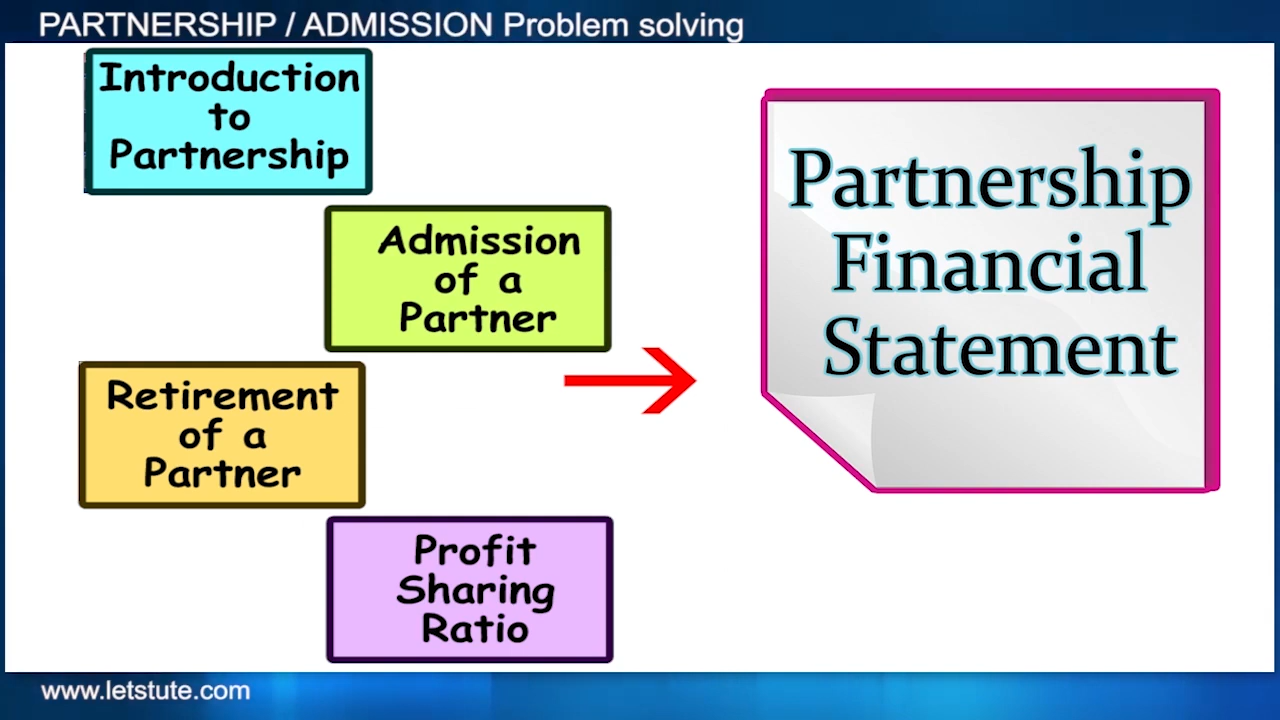 PARTNERSHIP / ADMISSION Problem solving
Introduction
to
Partnership
Admission
of a
Partner
Retirement
of a
Partner
Profit
Sharing
Ratio
Partnership
Financial
Statement
www.letstute.com